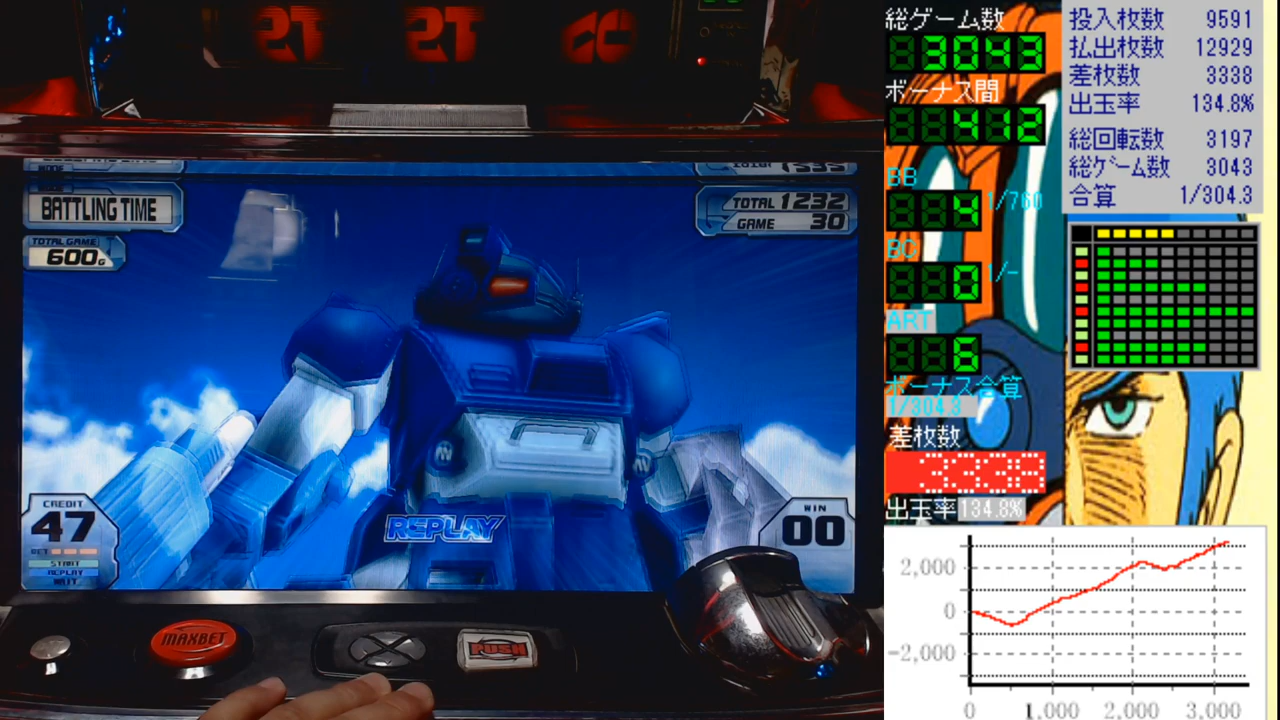 BATTLING TIME
TOTAL GAME
600G
TOTAL 1232
GAME 30
CREDIT
47
BET
START
REPLAY
WAIT
REPLAY
WIN
00
MAXBET
PUSH
総ゲーム数
3043
ボーナス間
412
BB
4 1/760
BC
0 1/-
ART
6
ボーナス合算
1/304.3
差枚数
3338
出玉率 134.8%
投入枚数 9591
払出枚数 12929
差枚数 3338
出玉率 134.8%
総回転数 3197
総ゲーム数 3043
合算 1/304.3
2,000
0
-2,000
0 1,000 2,000 3,000